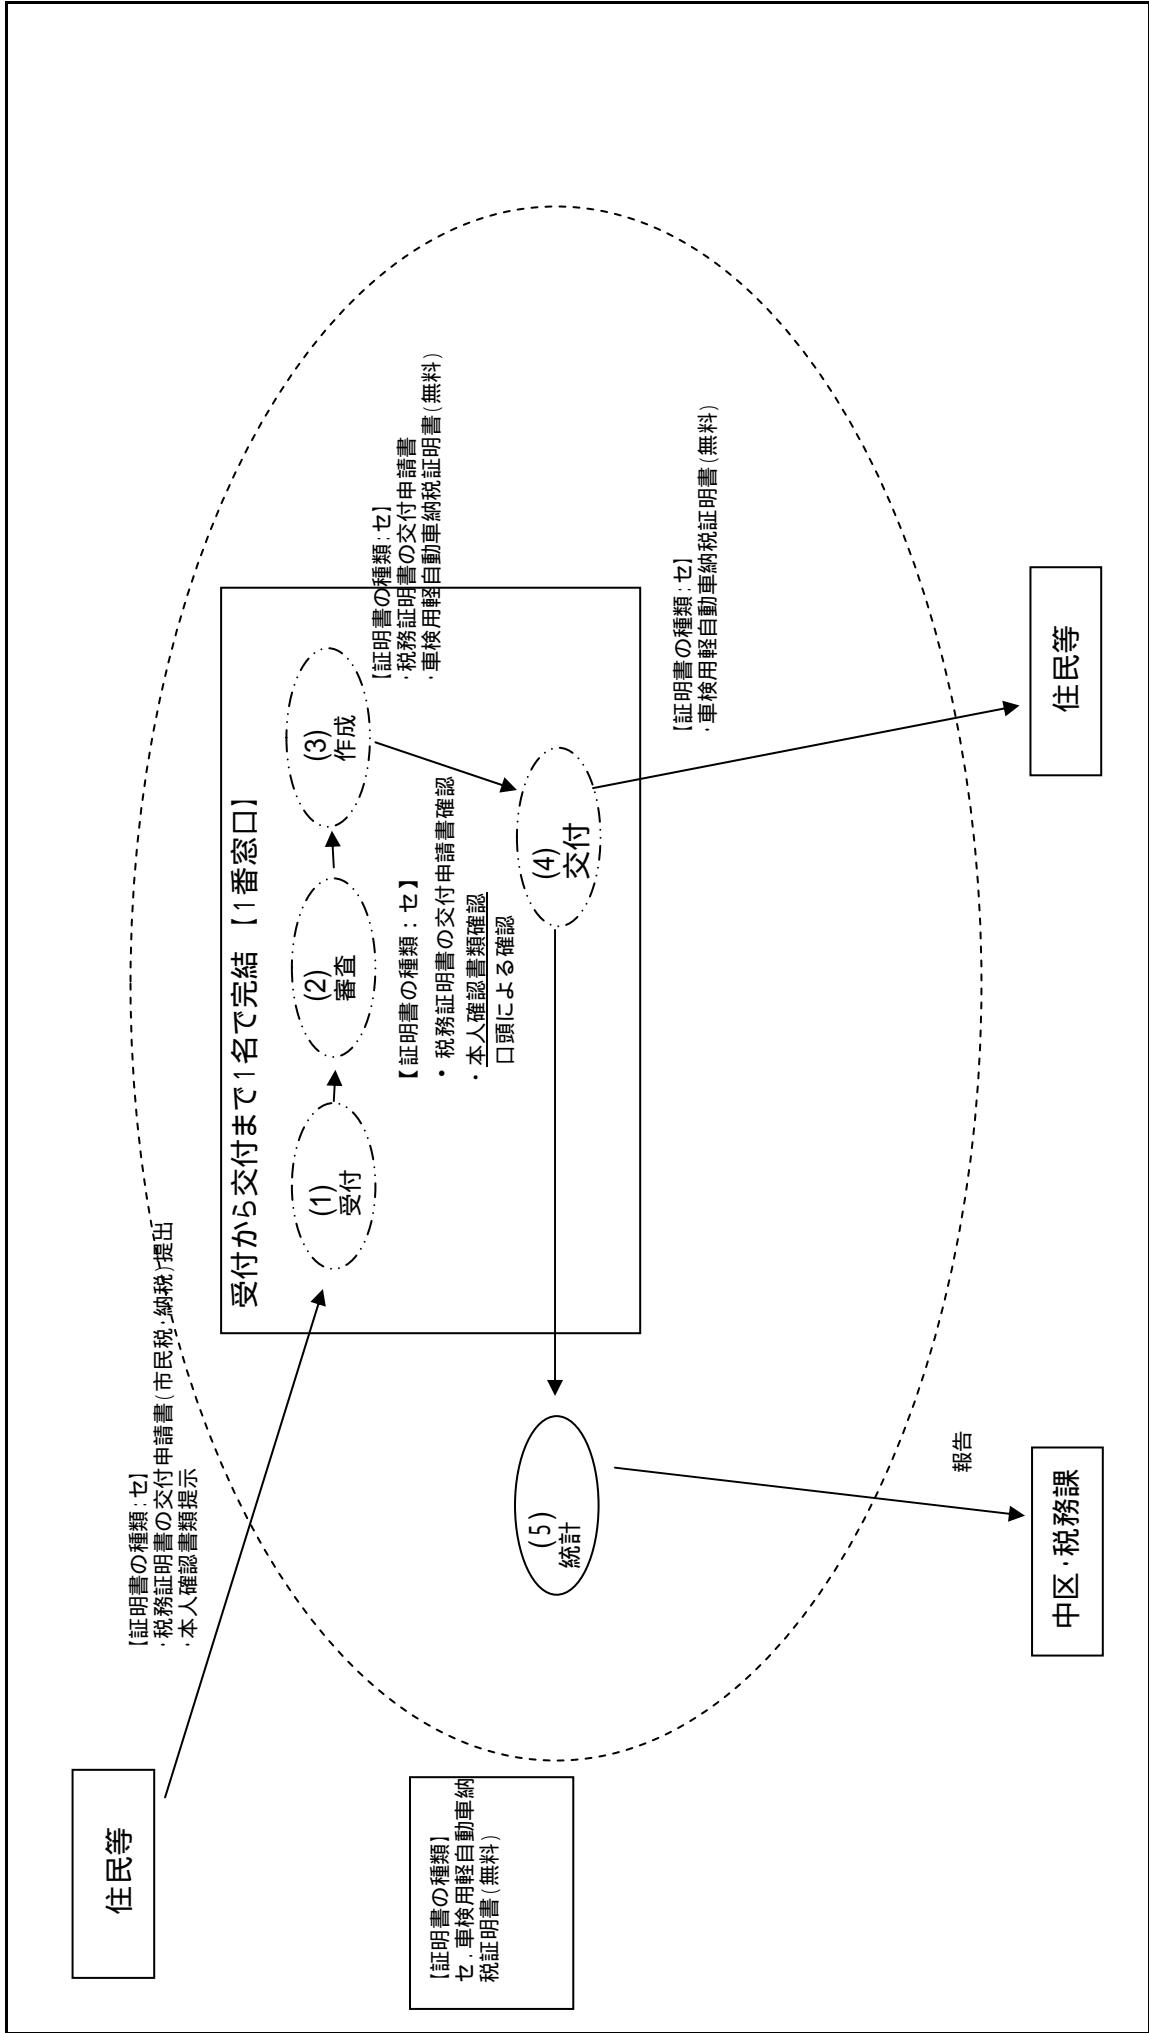 住民等
【証明書の種類:セ】
・税務証明書の交付申請書(市民税・納税)提出
・本人確認書類提示
【証明書の種類】
セ.車検用軽自動車納
税証明書(無料)
受付から交付まで1名で完結【1番窓口】
(1)
受付
(2)
審査
(3)
作成
【証明書の種類:セ】
・税務証明書の交付申請書
・車検用軽自動車納税証明書(無料)
【証明書の種類:セ】
・税務証明書の交付申請書確認
・本人確認書類確認
口頭による確認
(4)
交付
(5)
統計
【証明書の種類:セ】
・車検用軽自動車納税証明書(無料)
報告
中区・税務課
住民等